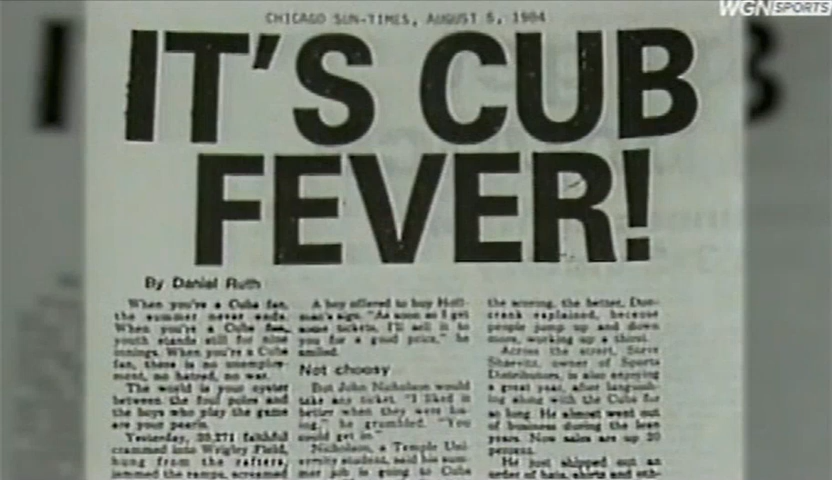 CHICAGO SUN-TIMES, AUGUST 5, 1984
WGN SPORTS
IT'S CUB
FEVER!
By Daniel Ruth
When you're a Cubs fan,
the summer never ends.
When you're a Cubs fan,
youth stands still for nine
innings. When you're a Cubs
fan, there is no unemploy-
ment, no hatred, no war.
The world is your oyster
between the foul poles and
the boys who play the game
are your pearls.
Yesterday, 39,271 faithful
crammed into Wrigley Field,
hung from the rafters,
jammed the ramps, screamed
A boy offered to buy Hoff-
man's sign. "As soon as I get
some tickets, I'll sell it to
you for a good price," he
smiled.
Not choosy
But John Nicholson would
take any ticket. "I liked it
better when they were los-
ing," he grumbled. "You
could get in."
Nicholson, a Temple Uni-
versity student, said his sum-
mer job is going to Cubs
the scoring, the better,
explained, because
people jump up and down
more, working up a thirst.
Across the street, Steve
owner of Sports
Distributors, is also enjoying
a great year, after languish-
ing along with the Cubs for
so long. He almost went out
of business during the lean
years. Now sales are up 20
percent.
He just shipped out an
order of hats, shirts and oth-